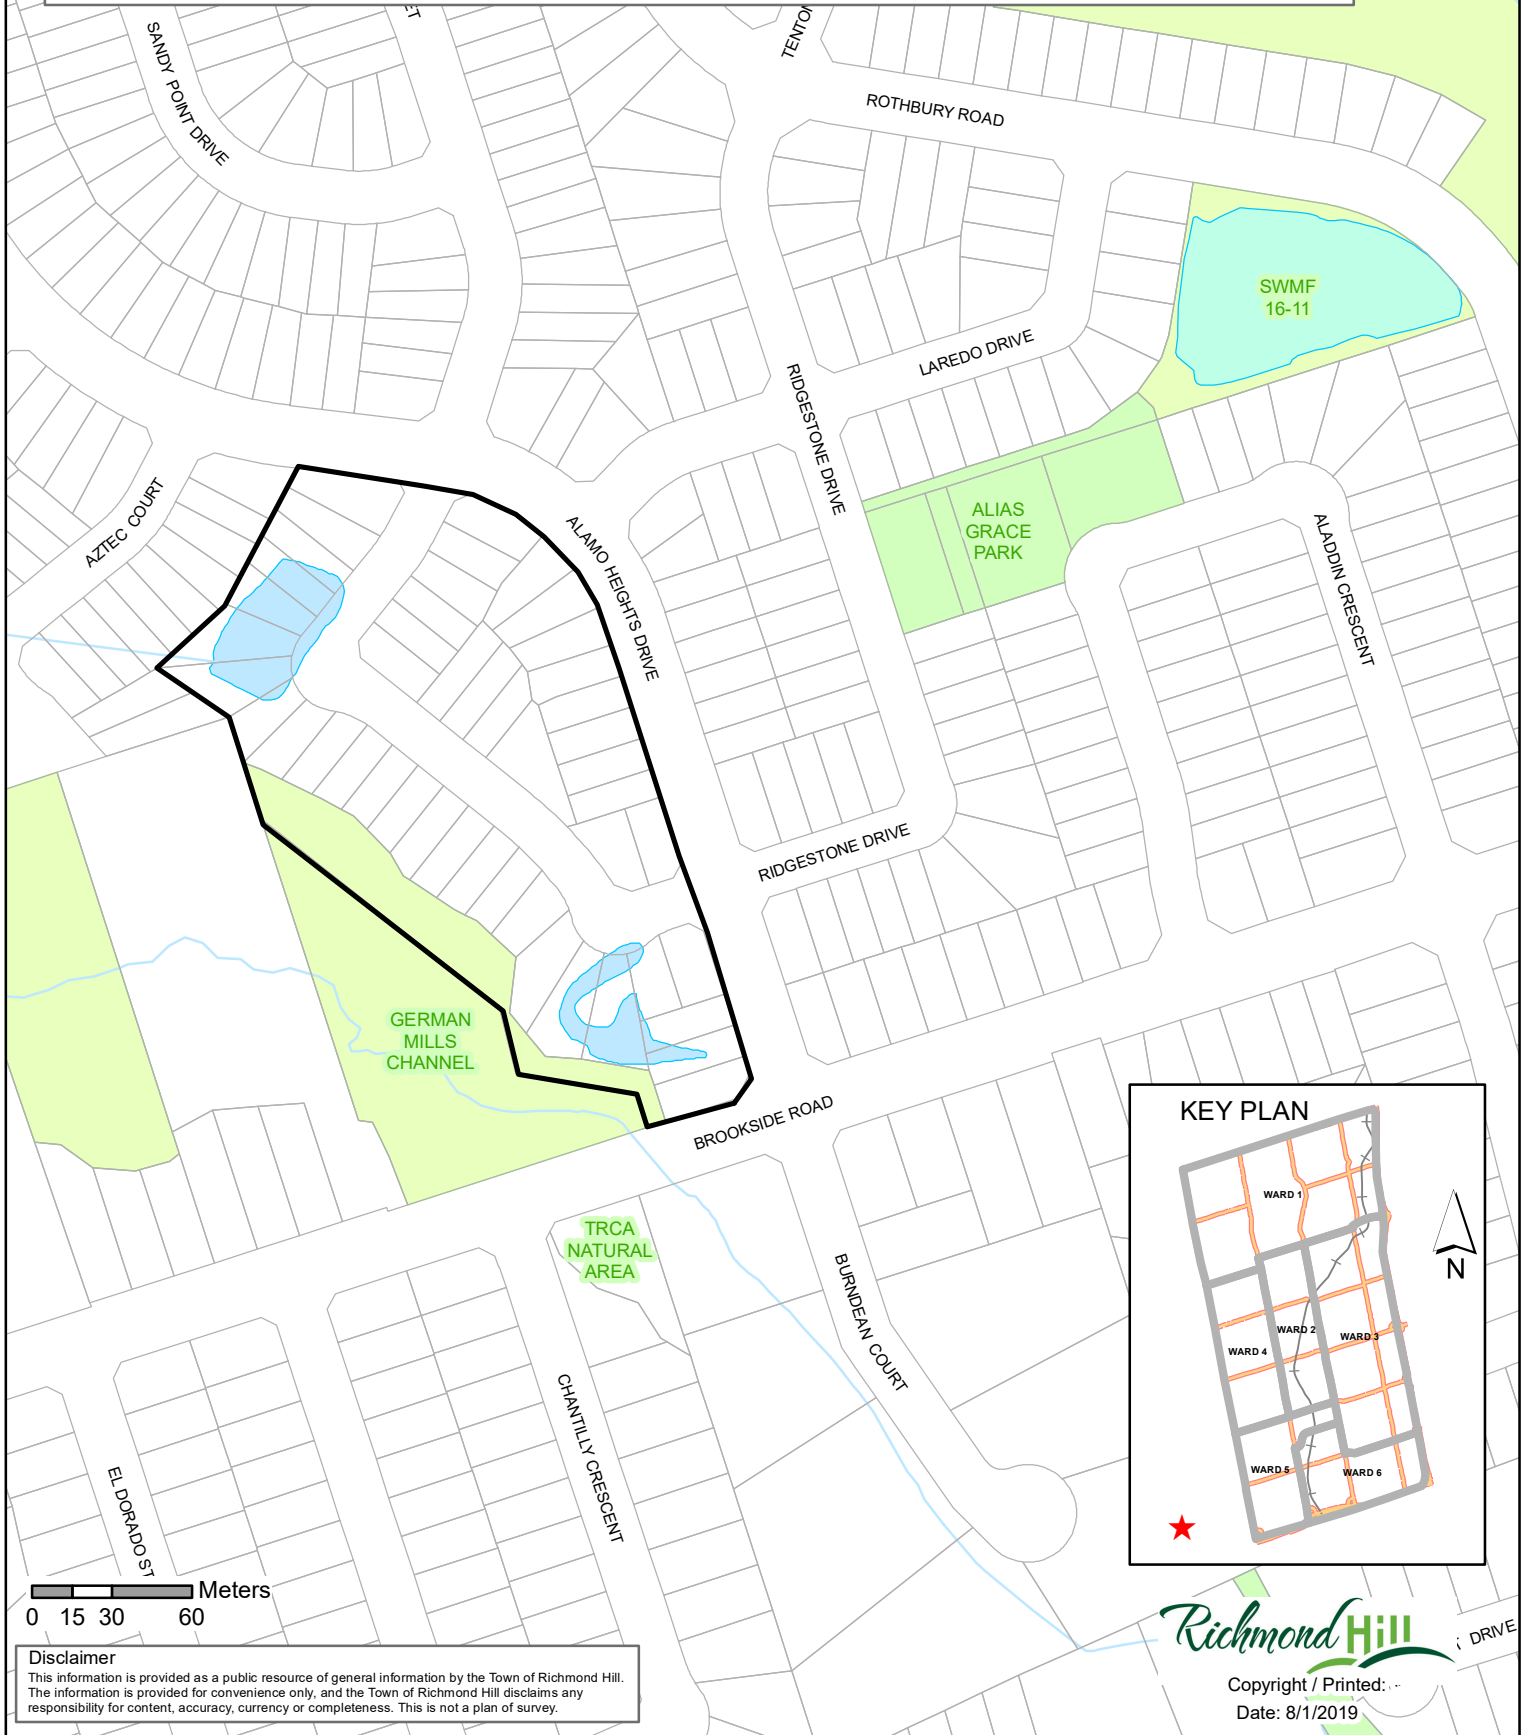 SANDY POINT DRIVE
ET
ROTHBURY ROAD
SWMF
16-11
LAREDO DRIVE
RIDGESTONE DRIVE
AZTEC COURT
ALIAS
GRACE
PARK
ALAMO HEIGHTS DRIVE
ALADDIN CRESCENT
RIDGESTONE DRIVE
GERMAN
MILLS
CHANNEL
BROOKSIDE ROAD
TRCA
NATURAL
AREA
BURNDEAN COURT
CHANTILLY CRESCENT
EL DORADO ST
KEY PLAN
WARD 1
N
WARD 2
WARD 3
WARD 4
WARD 5
WARD 6
Meters
0 15 30 60
Disclaimer
This information is provided as a public resource of general information by the Town of Richmond Hill.
The information is provided for convenience only, and the Town of Richmond Hill disclaims any
responsibility for content, accuracy, currency or completeness. This is not a plan of survey.
Richmond Hill
DRIVE
Copyright / Printed:
Date: 8/1/2019